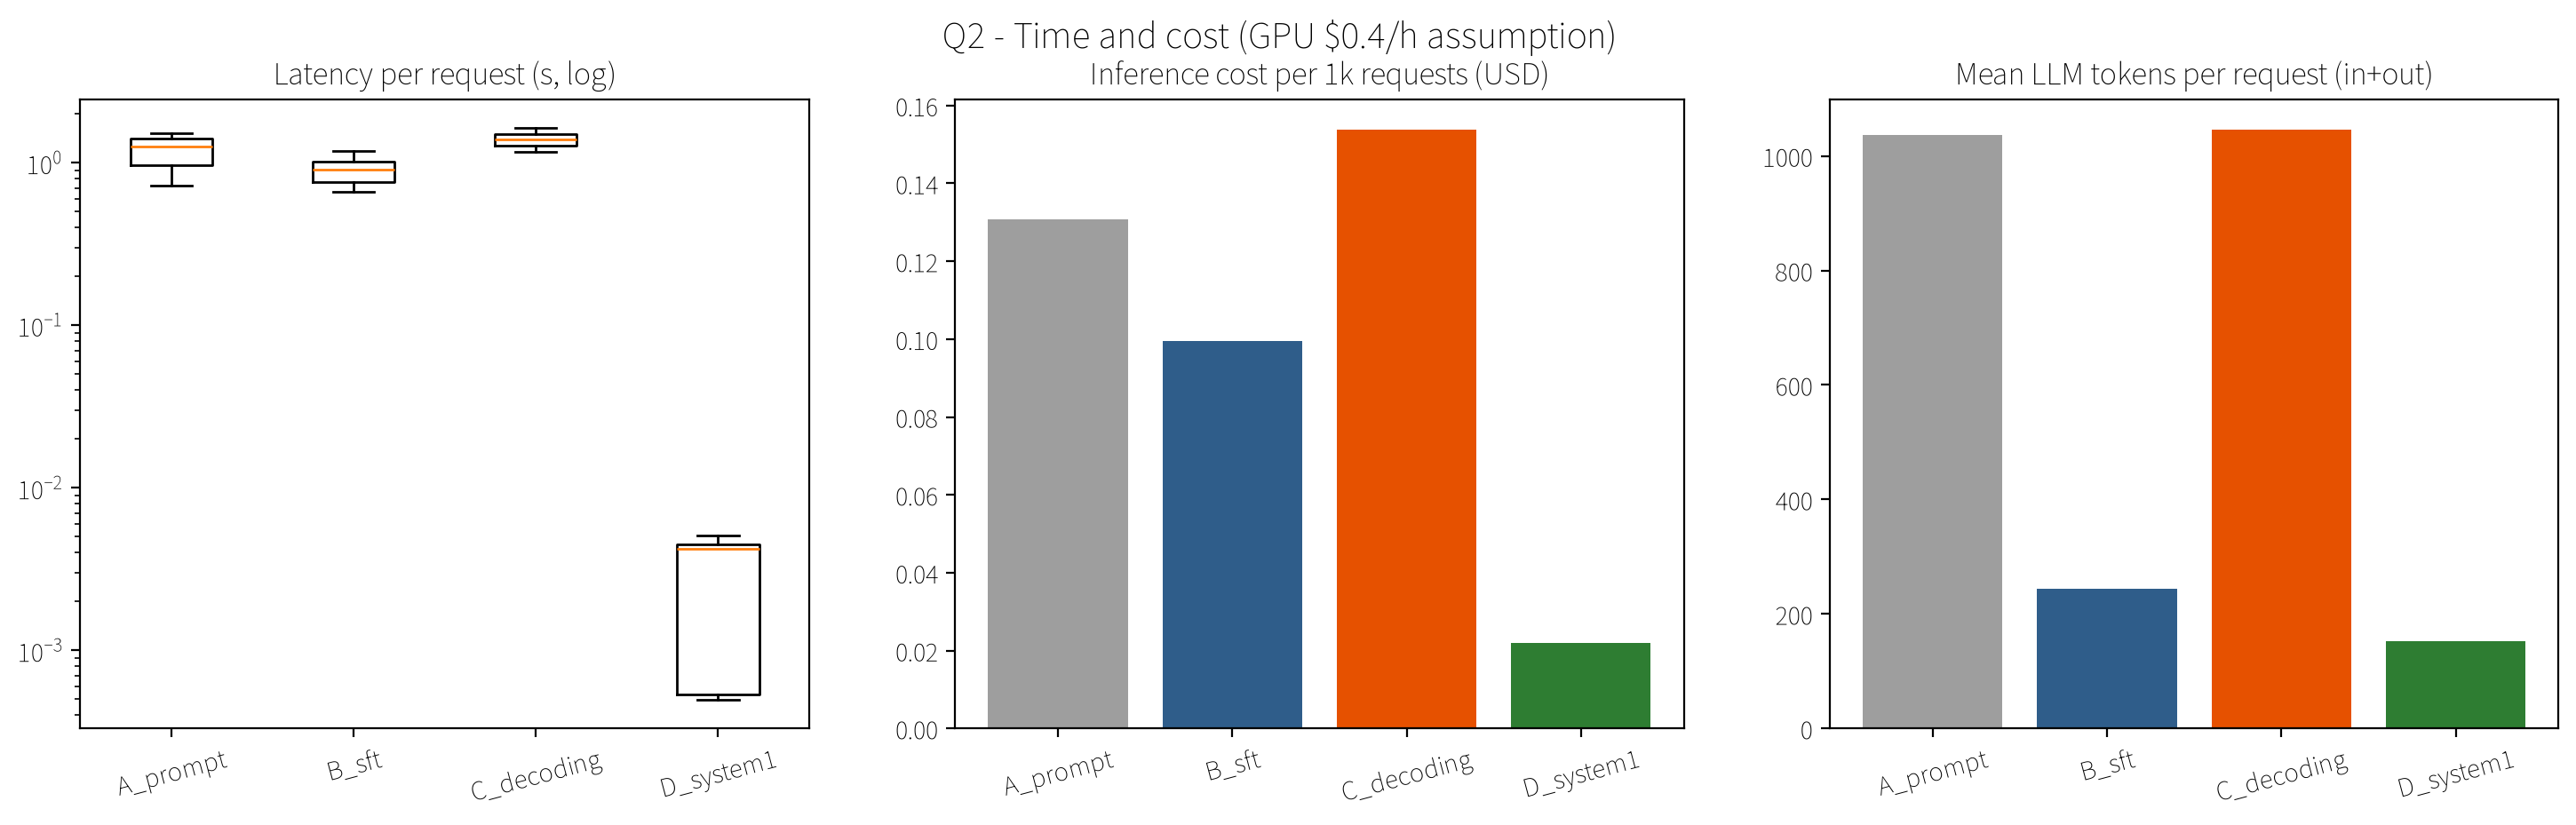 Q2 - Time and cost (GPU $0.4/h assumption)
Latency per request (s, log)
10⁰
10⁻¹
10⁻²
10⁻³
A_prompt
B_sft
C_decoding
D_system1
Inference cost per 1k requests (USD)
0.16
0.14
0.12
0.10
0.08
0.06
0.04
0.02
0.00
A_prompt
B_sft
C_decoding
D_system1
Mean LLM tokens per request (in+out)
1000
800
600
400
200
0
A_prompt
B_sft
C_decoding
D_system1